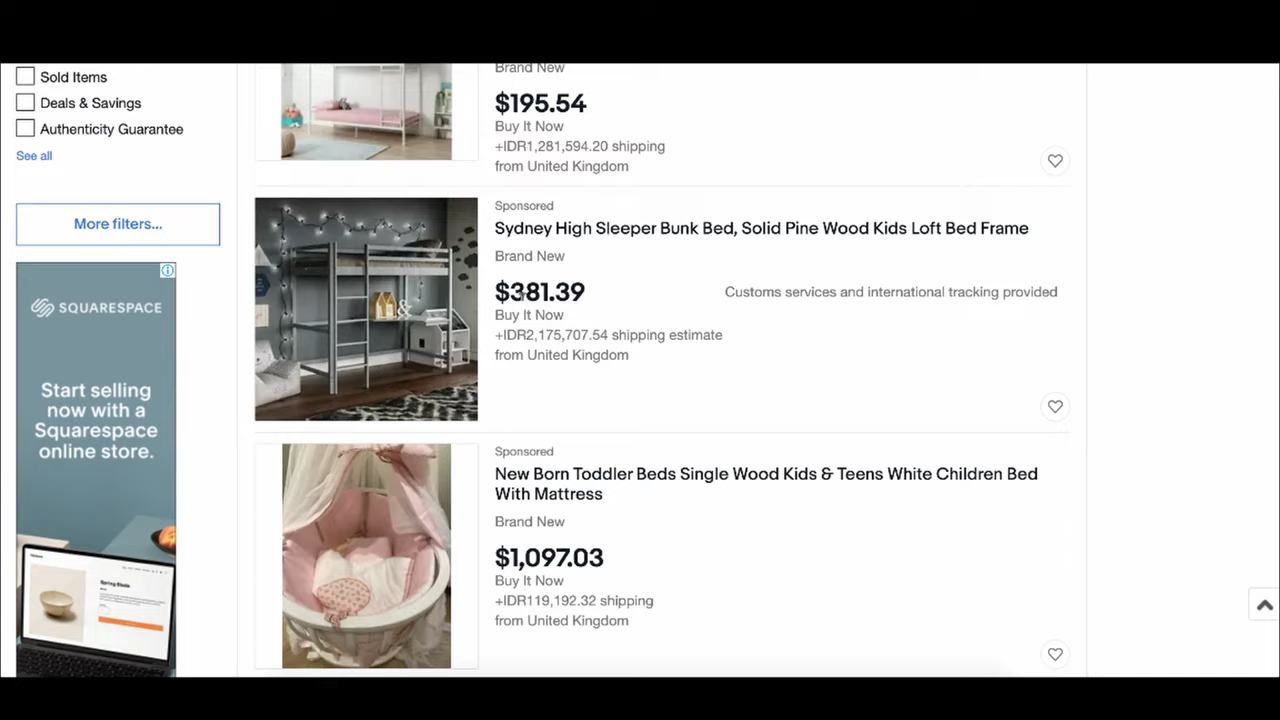 Sold Items
Deals & Savings
Authenticity Guarantee
See all
More filters...
SQUARESPACE
Start selling
now with a
Squarespace
online store.
Brand New
$195.54
Buy It Now
+IDR1,281,594.20 shipping
from United Kingdom
Sponsored
Sydney High Sleeper Bunk Bed, Solid Pine Wood Kids Loft Bed Frame
Brand New
$381.39
Customs services and international tracking provided
Buy It Now
+IDR2,175,707.54 shipping estimate
from United Kingdom
&
Sponsored
New Born Toddler Beds Single Wood Kids & Teens White Children Bed
With Mattress
Brand New
$1,097.03
Buy It Now
+IDR119,192.32 shipping
from United Kingdom